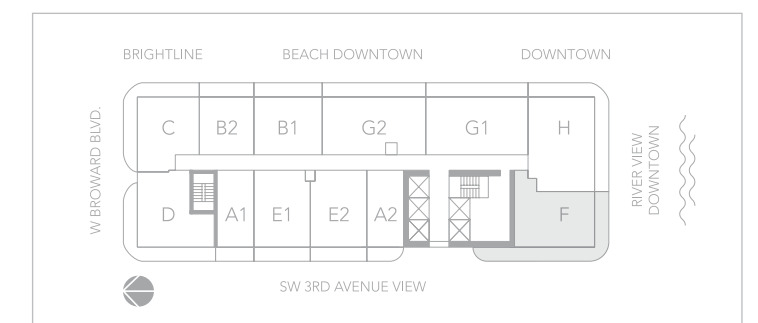 BRIGHTLINE
BEACH DOWNTOWN
DOWNTOWN
W BROWARD BLVD.
C
B2
B1
G2
G1
H
RIVER VIEW
DOWNTOWN
D
A1
E1
E2
A2
F
SW 3RD AVENUE VIEW